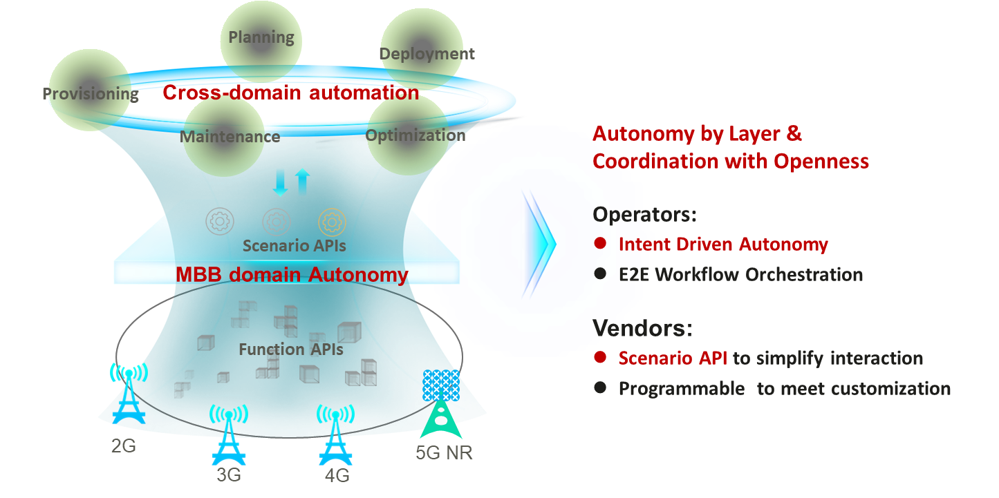 Planning
Deployment
Provisioning
Cross-domain automation
Maintenance
Optimization
Scenario APIs
MBB domain Autonomy
Function APIs
2G
3G
4G
5G NR
Autonomy by Layer &
Coordination with Openness
Operators:
● Intent Driven Autonomy
● E2E Workflow Orchestration
Vendors:
● Scenario API to simplify interaction
● Programmable to meet customization